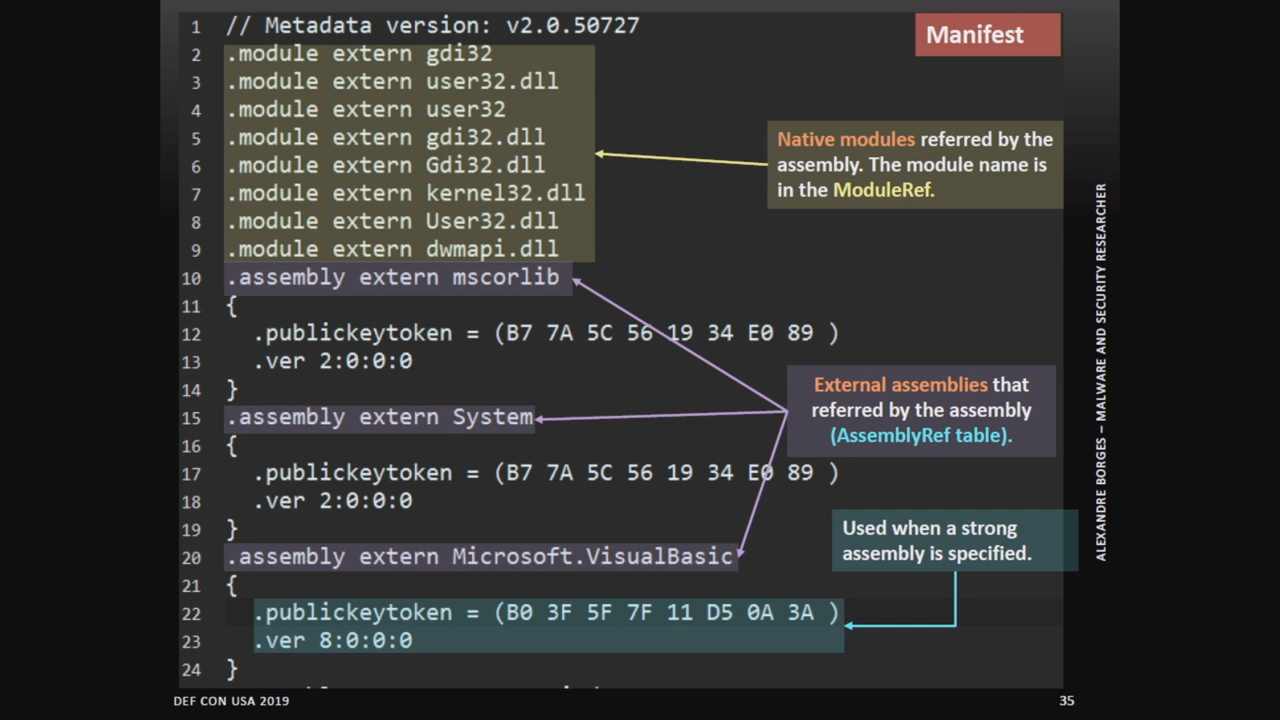 1 // Metadata version: v2.0.50727
Manifest
2 .module extern gdi32
3 .module extern user32.dll
4 .module extern user32
5 .module extern gdi32.dll
6 .module extern Gdi32.dll
7 .module extern kernel32.dll
8 .module extern User32.dll
9 .module extern dwmapi.dll
Native modules referred by the
assembly. The module name is
in the ModuleRef.
10 .assembly extern mscorlib
11 {
12 .publickeytoken = (B7 7A 5C 56 19 34 E0 89 )
13 .ver 2:0:0:0
14 }
15 .assembly extern System
16 {
17 .publickeytoken = (B7 7A 5C 56 19 34 E0 89 )
18 .ver 2:0:0:0
19 }
External assemblies that
referred by the assembly
(AssemblyRef table).
20 .assembly extern Microsoft.VisualBasic
21 {
22 .publickeytoken = (B0 3F 5F 7F 11 D5 0A 3A )
23 .ver 8:0:0:0
24 }
Used when a strong
assembly is specified.
ALEXANDRE BORGES – MALWARE AND SECURITY RESEARCHER
DEF CON USA 2019
35